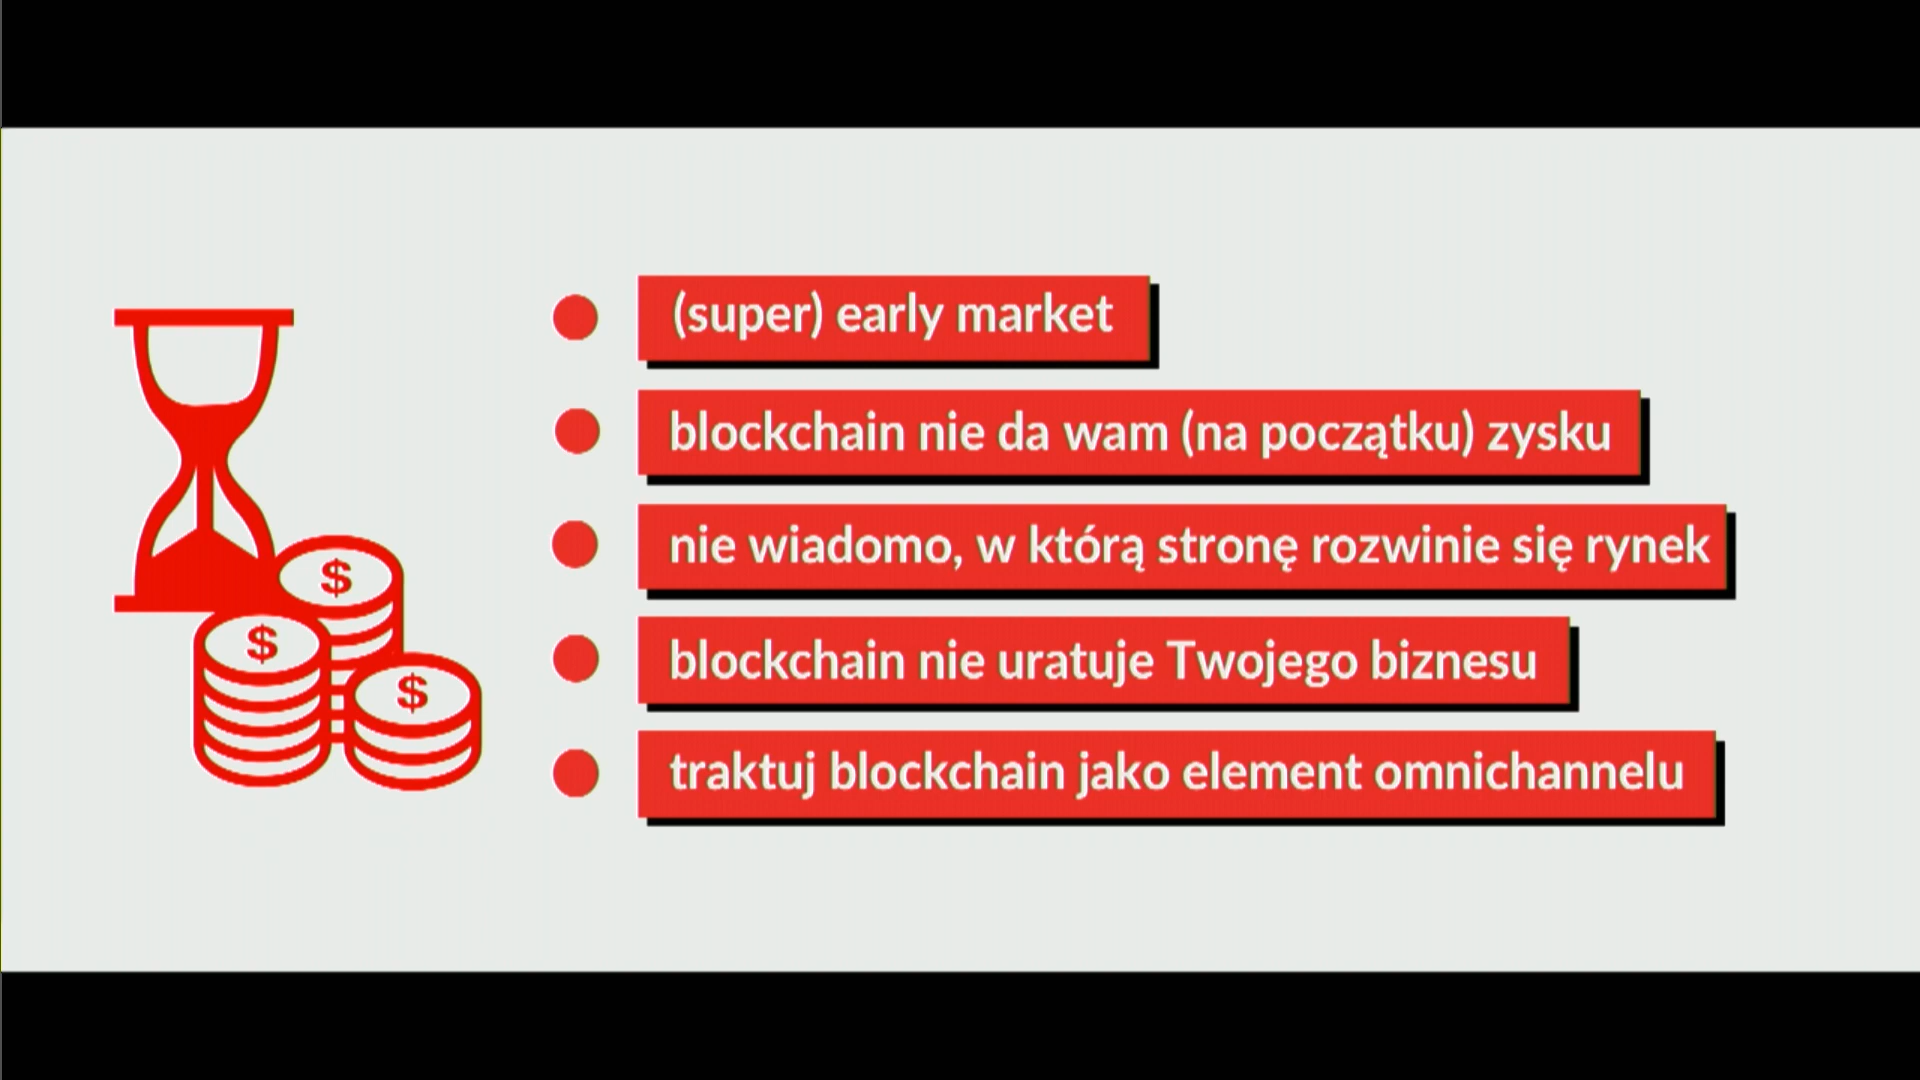 (super) early market
blockchain nie da wam (na początku) zysku
nie wiadomo, w którą stronę rozwinie się rynek
blockchain nie uratuje Twojego biznesu
traktuj blockchain jako element omnichannelu
$
$
$